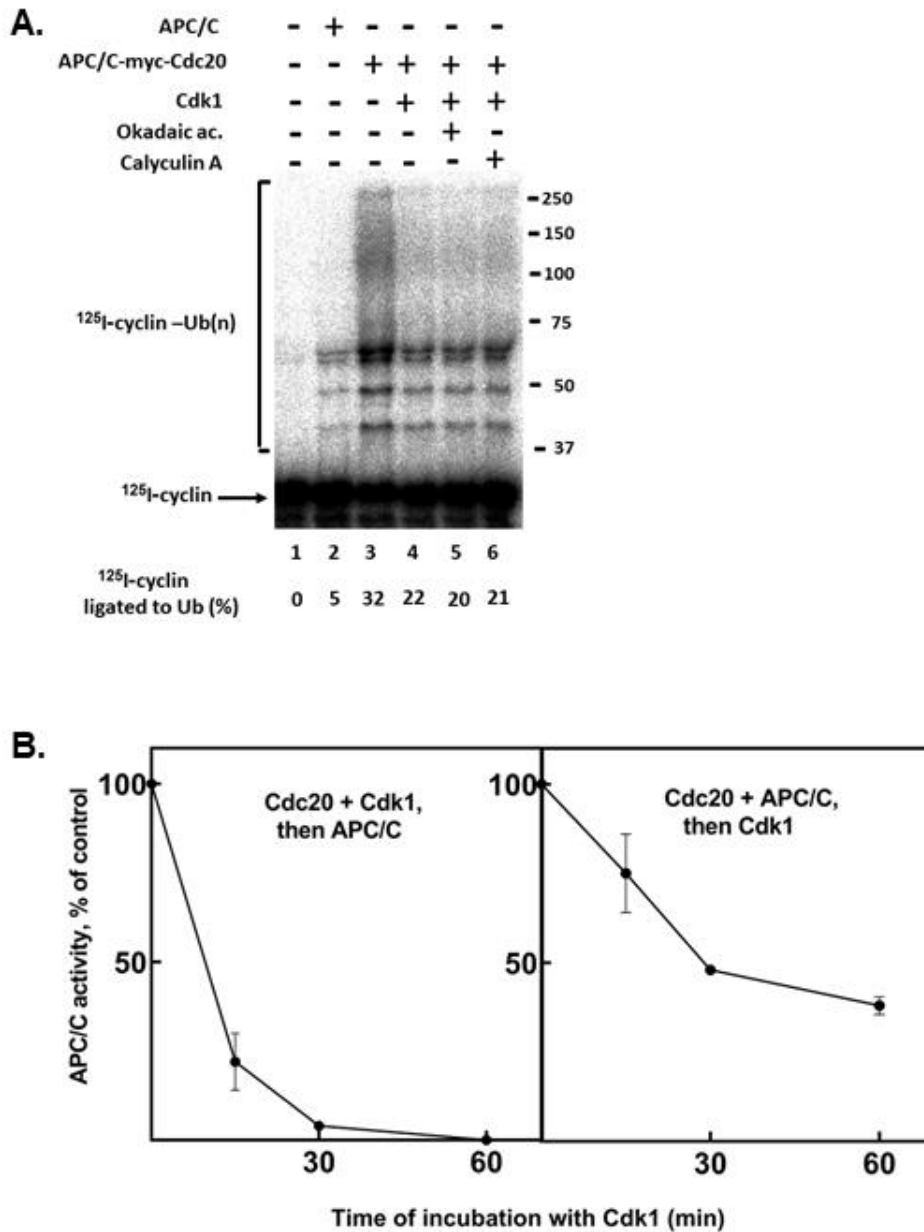 A.
APC/C - + - - - -
APC/C-myc-Cdc20 - - + + + +
Cdk1 - - - + + +
Okadaic ac. - - - - + -
Calyculin A - - - - - +
250
150
100
¹²⁵I-cyclin –Ub(n)
75
50
37
¹²⁵I-cyclin
1 2 3 4 5 6
¹²⁵I-cyclin
ligated to Ub (%) 0 5 32 22 20 21
B.
APC/C activity, % of control
100
50
Cdc20 + Cdk1,
then APC/C
30 60
100
50
Cdc20 + APC/C,
then Cdk1
30 60
Time of incubation with Cdk1 (min)